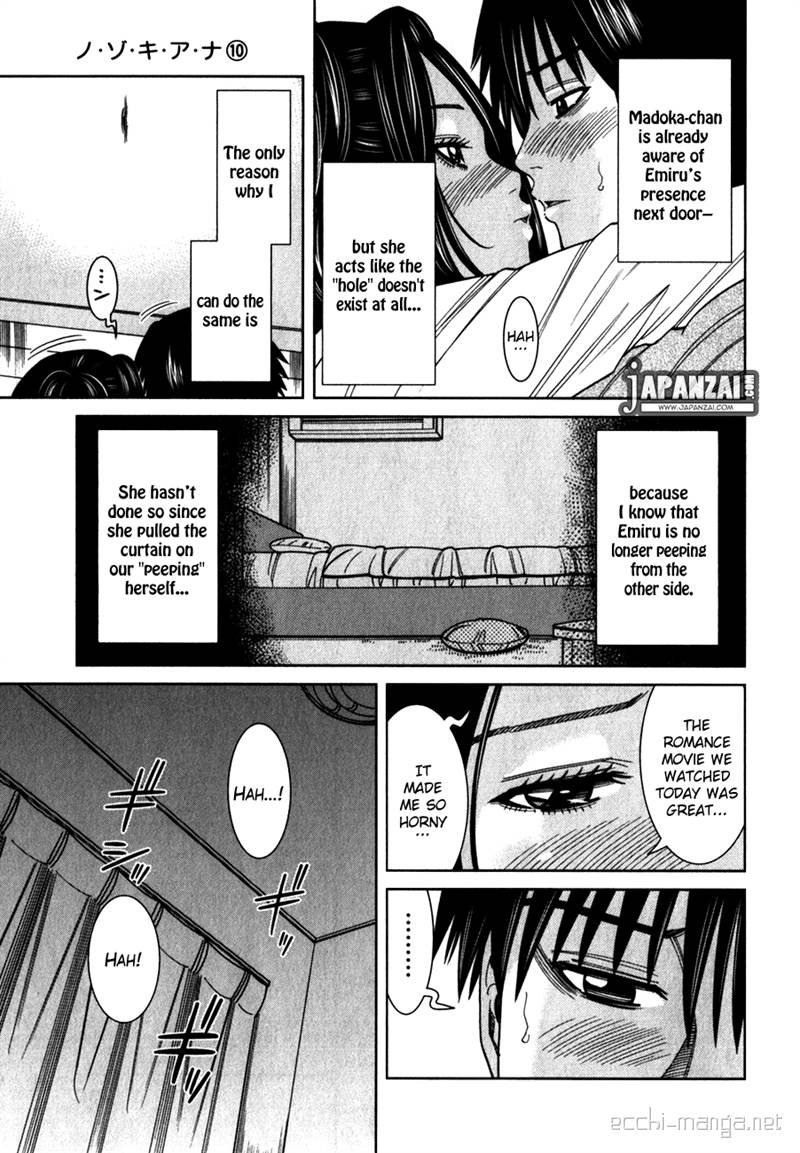 ノ・ゾ・キ・ア・ナ⑩
Madoka-chan
is already
aware of
Emiru's
presence
next door—
but she
acts like the
"hole" doesn't
exist at all...
HAH
...
The only
reason
why I
can do the
same is
…シ
JAPANZAI.COM
WWW.JAPANZAI.COM
because
I know that
Emiru is no
longer peeping
from the
other side.
She hasn't
done so since
she pulled the
curtain on
our "peeping"
herself...
THE
ROMANCE
MOVIE WE
WATCHED
TODAY WAS
GREAT...
IT
MADE
ME SO
HORNY
...
………
HAH...!
HAH!
ギシ
ギシ
ecchi-manga.net